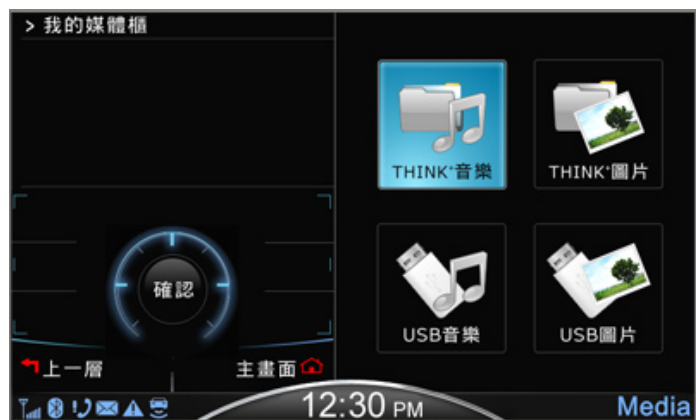 > 我的媒體櫃
THINK+音樂
THINK+圖片
USB音樂
USB圖片
確認
上一層
主畫面
12:30 PM
Media